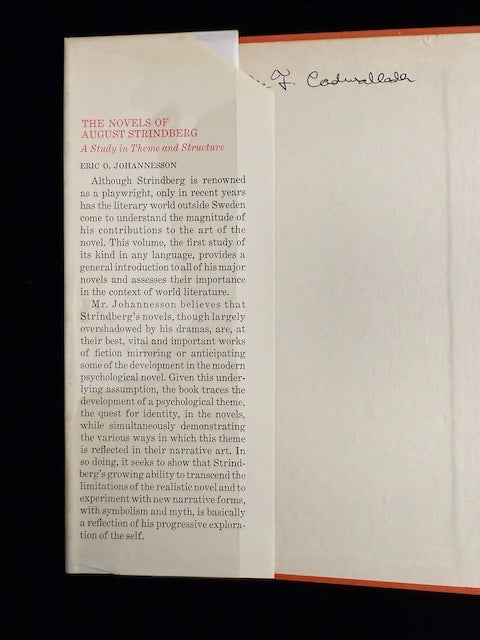 F. Cadwallader
THE NOVELS OF
AUGUST STRINDBERG
A Study in Theme and Structure
ERIC O. JOHANNESSON
Although Strindberg is renowned
as a playwright, only in recent years
has the literary world outside Sweden
come to understand the magnitude of
his contributions to the art of the
novel. This volume, the first study of
its kind in any language, provides a
general introduction to all of his major
novels and assesses their importance
in the context of world literature.
Mr. Johannesson believes that
Strindberg's novels, though largely
overshadowed by his dramas, are, at
their best, vital and important works
of fiction mirroring or anticipating
some of the development in the modern
psychological novel. Given this under-
lying assumption, the book traces the
development of a psychological theme,
the quest for identity, in the novels,
while simultaneously demonstrating
the various ways in which this theme
is reflected in their narrative art. In
so doing, it seeks to show that Strind-
berg's growing ability to transcend the
limitations of the realistic novel and to
experiment with new narrative forms,
with symbolism and myth, is basically
a reflection of his progressive explora-
tion of the self.